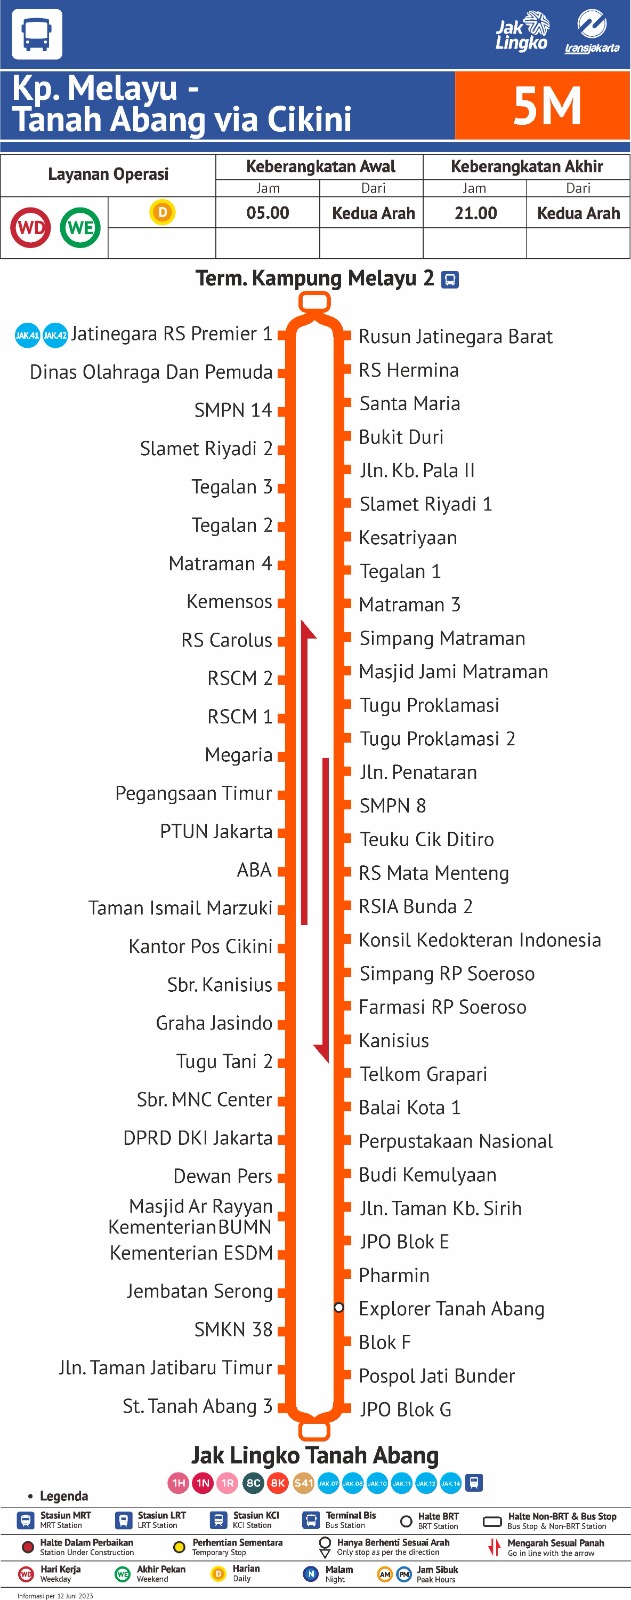 Jak
Lingko
transjakarta
Kp. Melayu -
Tanah Abang via Cikini
5M
Layanan Operasi
Keberangkatan Awal
Keberangkatan Akhir
Jam
Dari
Jam
Dari
WD
WE
D
05.00
Kedua Arah
21.00
Kedua Arah
Term. Kampung Melayu 2
JAK.41 JAK.42 Jatinegara RS Premier 1
Dinas Olahraga Dan Pemuda
SMPN 14
Slamet Riyadi 2
Tegalan 3
Tegalan 2
Matraman 4
Kemensos
RS Carolus
RSCM 2
RSCM 1
Megaria
Pegangsaan Timur
PTUN Jakarta
ABA
Taman Ismail Marzuki
Kantor Pos Cikini
Sbr. Kanisius
Graha Jasindo
Tugu Tani 2
Sbr. MNC Center
DPRD DKI Jakarta
Dewan Pers
Masjid Ar Rayyan
Kementerian BUMN
Kementerian ESDM
Jembatan Serong
SMKN 38
Jln. Taman Jatibaru Timur
St. Tanah Abang 3
Rusun Jatinegara Barat
RS Hermina
Santa Maria
Bukit Duri
Jln. Kb. Pala II
Slamet Riyadi 1
Kesatriyaan
Tegalan 1
Matraman 3
Simpang Matraman
Masjid Jami Matraman
Tugu Proklamasi
Tugu Proklamasi 2
Jln. Penataran
SMPN 8
Teuku Cik Ditiro
RS Mata Menteng
RSIA Bunda 2
Konsil Kedokteran Indonesia
Simpang RP Soeroso
Farmasi RP Soeroso
Kanisius
Telkom Grapari
Balai Kota 1
Perpustakaan Nasional
Budi Kemulyaan
Jln. Taman Kb. Sirih
JPO Blok E
Pharmin
Explorer Tanah Abang
Blok F
Pospol Jati Bunder
JPO Blok G
Jak Lingko Tanah Abang
1H 1N 1R 8C 8K S41 JAK.07 JAK.08 JAK.10 JAK.11 JAK.12 JAK.14
• Legenda
Stasiun MRT
MRT Station
Stasiun LRT
LRT Station
Stasiun KCI
KCI Station
Terminal Bis
Bus Station
Halte BRT
BRT Station
Halte Non-BRT & Bus Stop
Bus Stop & Non-BRT Station
Halte Dalam Perbaikan
Station Under Construction
Perhentian Sementara
Temporary Stop
Hanya Berhenti Sesuai Arah
Only stop as per the direction
Mengarah Sesuai Panah
Go in line with the arrow
WD
Hari Kerja
Weekday
WE
Akhir Pekan
Weekend
D
Harian
Daily
N
Malam
Night
AM PM
Jam Sibuk
Peak Hours
Informasi per 12 Juni 2023